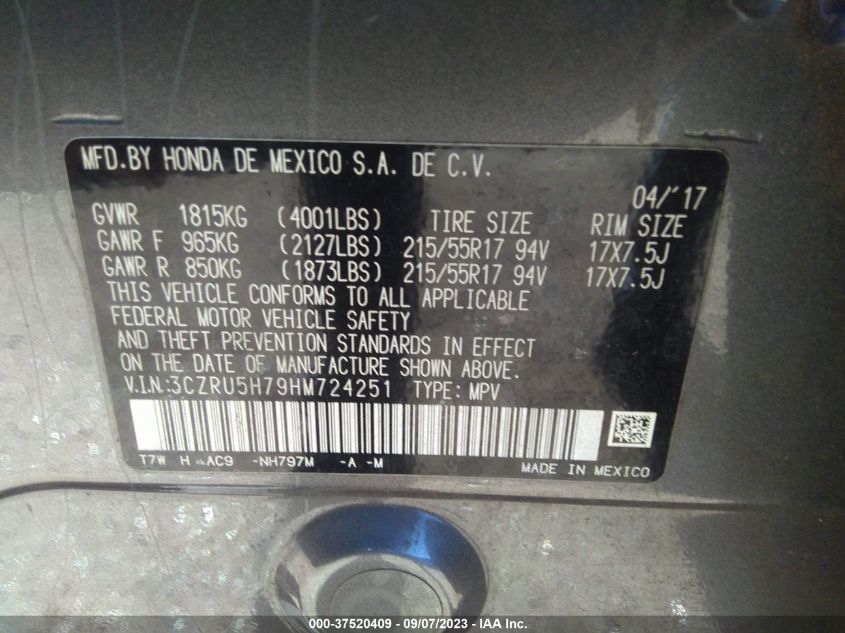 MFD.BY HONDA DE MEXICO S.A. DE C.V.
04/'17
GVWR 1815KG (4001LBS) TIRE SIZE RIM SIZE
GAWR F 965KG (2127LBS) 215/55R17 94V 17X7.5J
GAWR R 850KG (1873LBS) 215/55R17 94V 17X7.5J
THIS VEHICLE CONFORMS TO ALL APPLICABLE
FEDERAL MOTOR VEHICLE SAFETY
AND THEFT PREVENTION STANDARDS IN EFFECT
ON THE DATE OF MANUFACTURE SHOWN ABOVE.
V.I.N:3CZRU5H79HM724251 TYPE: MPV
T7W H AC9 -NH797M -A -M MADE IN MEXICO
000-37520409 - 09/07/2023 - IAA Inc.